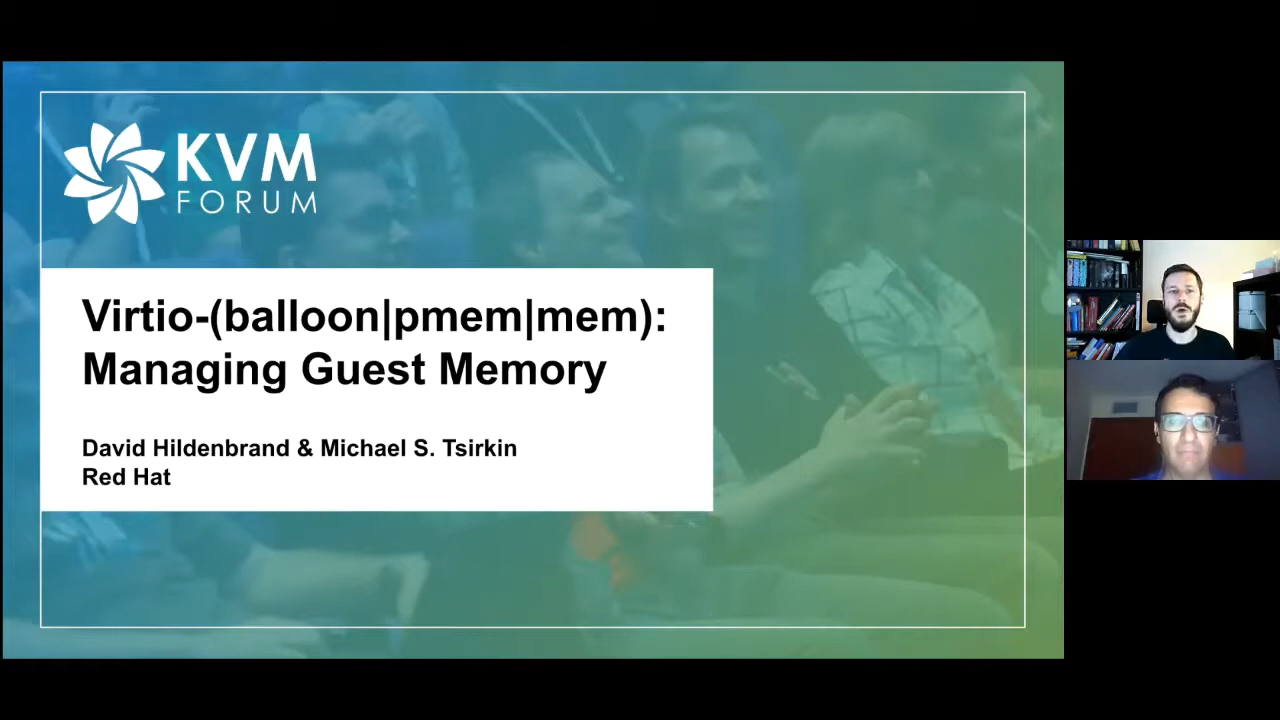 KVM
FORUM
Virtio-(balloon|pmem|mem):
Managing Guest Memory
David Hildenbrand & Michael S. Tsirkin
Red Hat